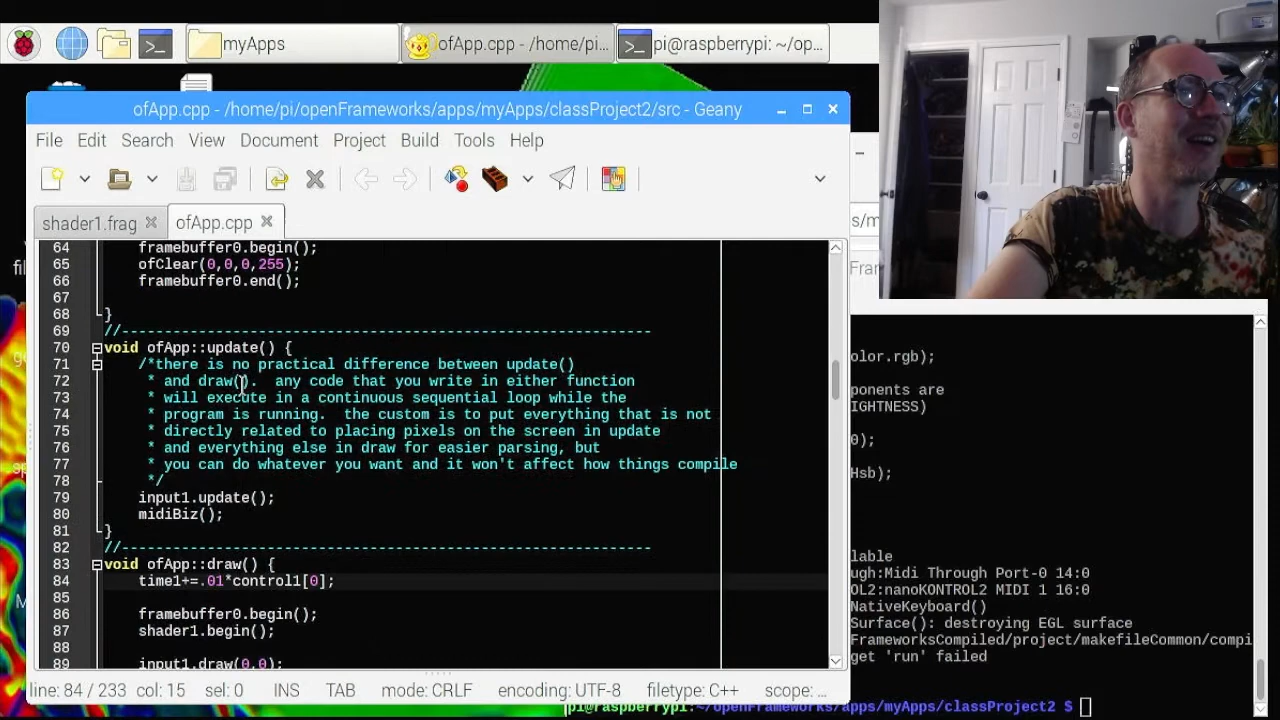 myApps
ofApp.cpp - /home/pi...
pi@raspberrypi: ~/op...
ofApp.cpp - /home/pi/openFrameworks/apps/myApps/classProject2/src - Geany
File Edit Search View Document Project Build Tools Help
shader1.frag
ofApp.cpp
s/m
Fran
64 framebuffer0.begin();
65 ofClear(0,0,0,255);
66 framebuffer0.end();
67
68 }
69 //---------------------------------------------------------------
70 void ofApp::update() {
71 /*there is no practical difference between update()
72 * and draw(). any code that you write in either function
73 * will execute in a continuous sequential loop while the
74 * program is running. the custom is to put everything that is not
75 * directly related to placing pixels on the screen in update
76 * and everything else in draw for easier parsing, but
77 * you can do whatever you want and it won't affect how things compile
78 */
79 input1.update();
80 midiBiz();
81 }
82 //---------------------------------------------------------------
83 void ofApp::draw() {
84 time1+=.01*control1[0];
85
86 framebuffer0.begin();
87 shader1.begin();
88
89 input1.draw(0,0);
line: 84 / 233 col: 15 sel: 0 INS TAB mode: CRLF encoding: UTF-8 filetype: C++ scope: ...
olor.rgb);
ponents are
IGHTNESS)
0);
Hsb);
lable
ugh:Midi Through Port-0 14:0
OL2:nanoKONTROL2 MIDI 1 16:0
NativeKeyboard()
Surface(): destroying EGL surface
FrameworksCompiled/project/makefileCommon/compi
get 'run' failed
pi@raspberrypi:~/openFrameworks/apps/myApps/classProject2 $